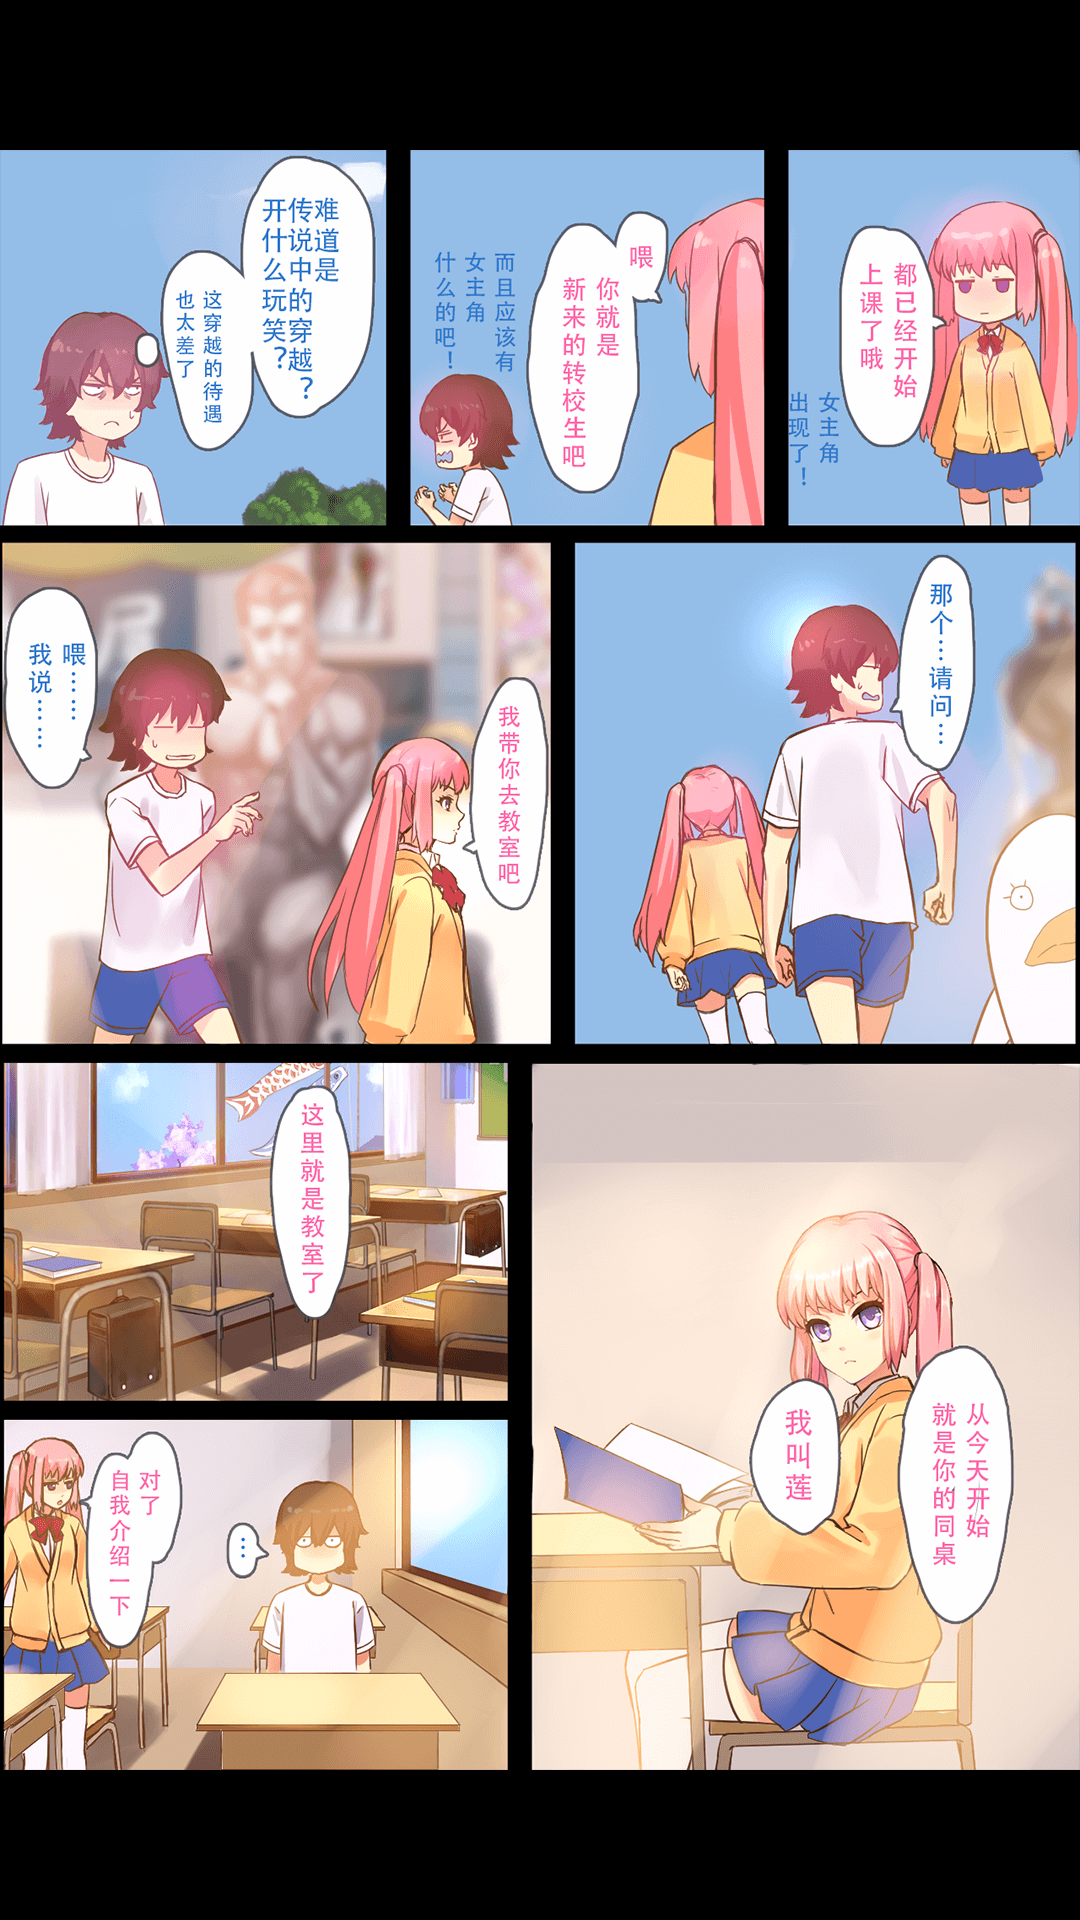 难道是
传说中的穿越？
开什么玩笑？
这穿越的待遇
也太差了
而且应该有
女主角
什么的吧！
喂
你就是
新来的转校生吧
都已经开始
上课了哦
女主角
出现了！
喂……
我说……
我带你去教室吧
那个…请问…
这里就是教室了
对了
自我介绍一下
…
我叫莲
从今天开始
就是你的同桌